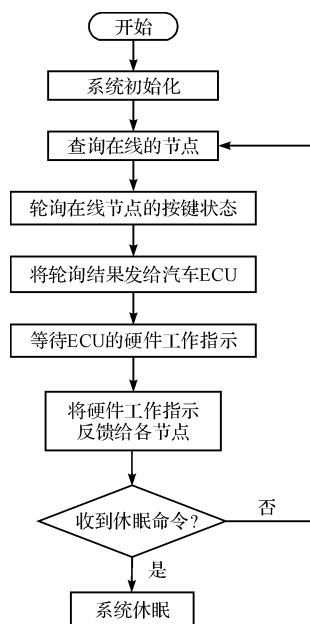 开始
系统初始化
查询在线的节点
轮询在线节点的按键状态
将轮询结果发给汽车ECU
等待ECU的硬件工作指示
将硬件工作指示
反馈给各节点
收到休眠命令?
否
是
系统休眠